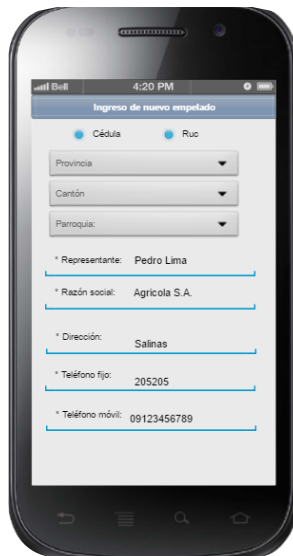 Bell 4:20 PM
Ingreso de nuevo empelado
Cédula Ruc
Provincia
Cantón
Parroquia:
* Representante: Pedro Lima
* Razón social: Agricola S.A.
* Dirección: Salinas
* Teléfono fijo: 205205
* Teléfono móvil: 09123456789